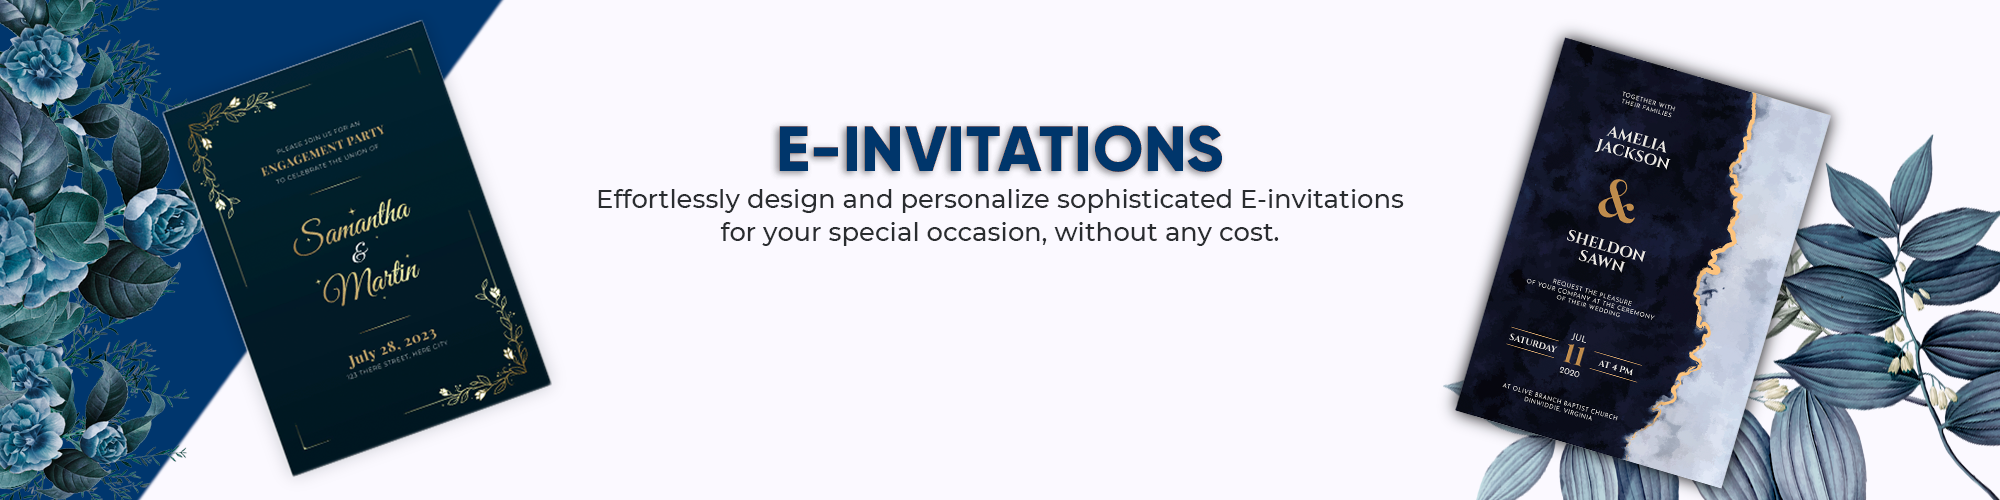 PLEASE JOIN US FOR AN
ENGAGEMENT PARTY
TO CELEBRATE THE UNION OF
Samantha
&
Martin
July 28, 2023
123 THERE STREET, HERE CITY
E-INVITATIONS
Effortlessly design and personalize sophisticated E-invitations
for your special occasion, without any cost.
TOGETHER WITH
THEIR FAMILIES
AMELIA
JACKSON
&
SHELDON
SAWN
REQUEST THE PLEASURE
OF YOUR COMPANY AT THE CEREMONY
OF THEIR WEDDING
JUL
SATURDAY 11 AT 4 PM
2020
AT OLIVE BRANCH BAPTIST CHURCH
DINWIDDIE, VIRGINIA